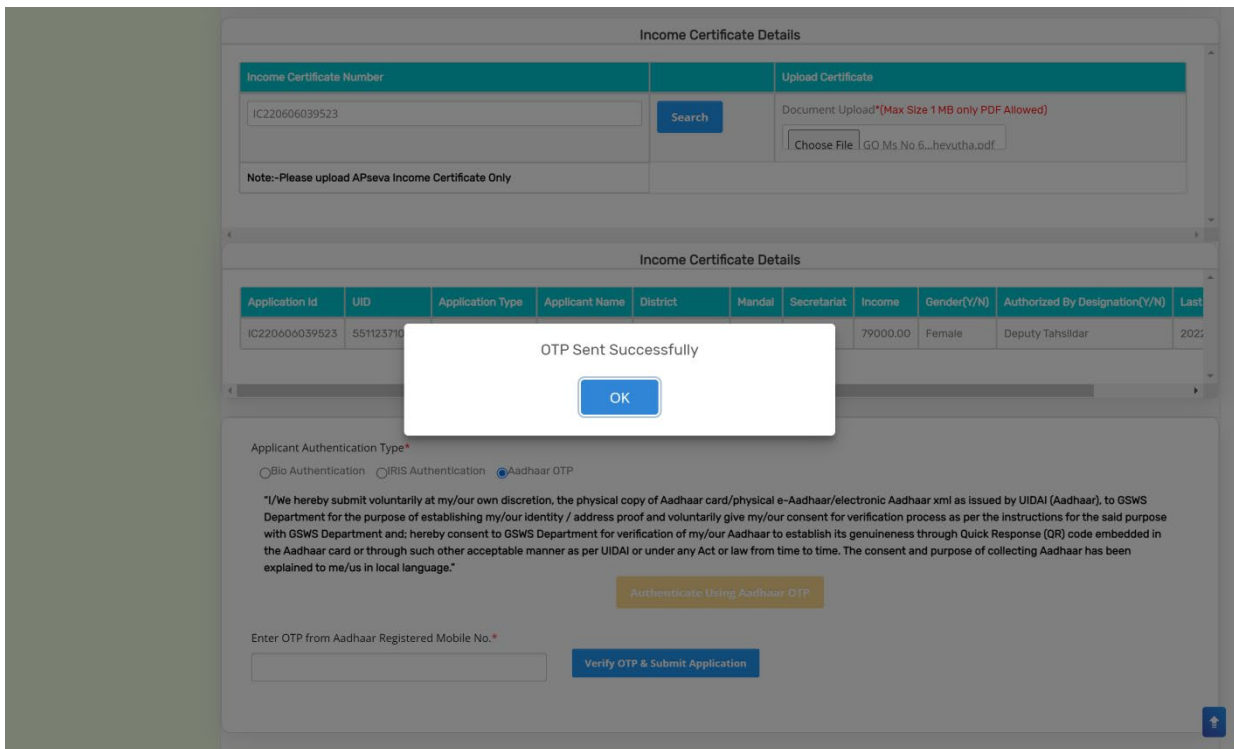 Income Certificate Details
Income Certificate Number Upload Certificate
IC220606039523 Search Document Upload*(Max Size 1 MB only PDF Allowed)
Choose File GO Ms No 6...hevutha.pdf
Note:-Please upload APseva Income Certificate Only
Income Certificate Details
Application Id UID Application Type Applicant Name District Mandal Secretariat Income Gender(Y/N) Authorized By Designation(Y/N) Last
IC220606039523 551123710 79000.00 Female Deputy Tahsildar 2022
OTP Sent Successfully
OK
Applicant Authentication Type*
Bio Authentication IRIS Authentication Aadhaar OTP
"I/We hereby submit voluntarily at my/our own discretion, the physical copy of Aadhaar card/physical e-Aadhaar/electronic Aadhaar xml as issued by UIDAI (Aadhaar), to GSWS
Department for the purpose of establishing my/our identity / address proof and voluntarily give my/our consent for verification process as per the instructions for the said purpose
with GSWS Department and; hereby consent to GSWS Department for verification of my/our Aadhaar to establish its genuineness through Quick Response (QR) code embedded in
the Aadhaar card or through such other acceptable manner as per UIDAI or under any Act or law from time to time. The consent and purpose of collecting Aadhaar has been
explained to me/us in local language."
Authenticate Using Aadhaar OTP
Enter OTP from Aadhaar Registered Mobile No.*
Verify OTP & Submit Application